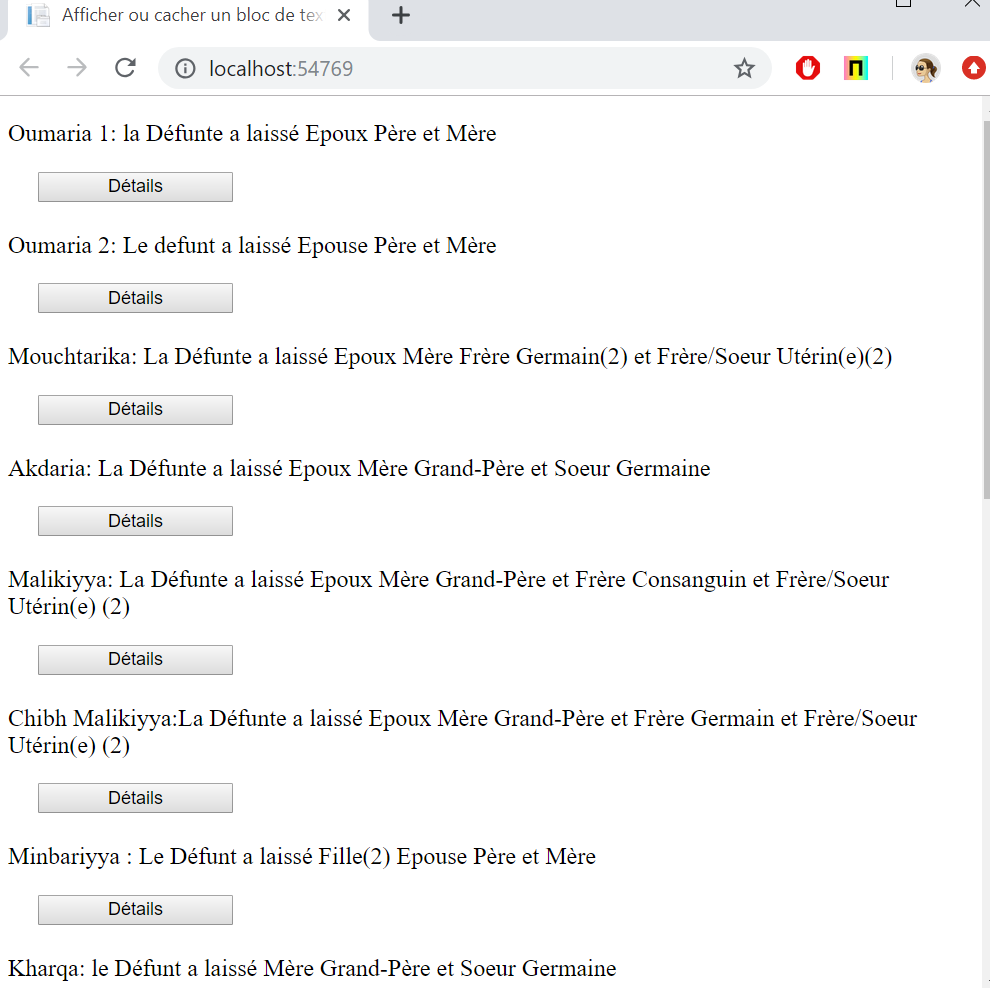 Afficher ou cacher un bloc de tex
localhost:54769
Oumaria 1: la Défunte a laissé Epoux Père et Mère
Détails
Oumaria 2: Le defunt a laissé Epouse Père et Mère
Détails
Mouchtarika: La Défunte a laissé Epoux Mère Frère Germain(2) et Frère/Soeur Utérin(e)(2)
Détails
Akdaria: La Défunte a laissé Epoux Mère Grand-Père et Soeur Germaine
Détails
Malikiyya: La Défunte a laissé Epoux Mère Grand-Père et Frère Consanguin et Frère/Soeur
Utérin(e) (2)
Détails
Chibh Malikiyya:La Défunte a laissé Epoux Mère Grand-Père et Frère Germain et Frère/Soeur
Utérin(e) (2)
Détails
Minbariyya : Le Défunt a laissé Fille(2) Epouse Père et Mère
Détails
Kharqa: le Défunt a laissé Mère Grand-Père et Soeur Germaine